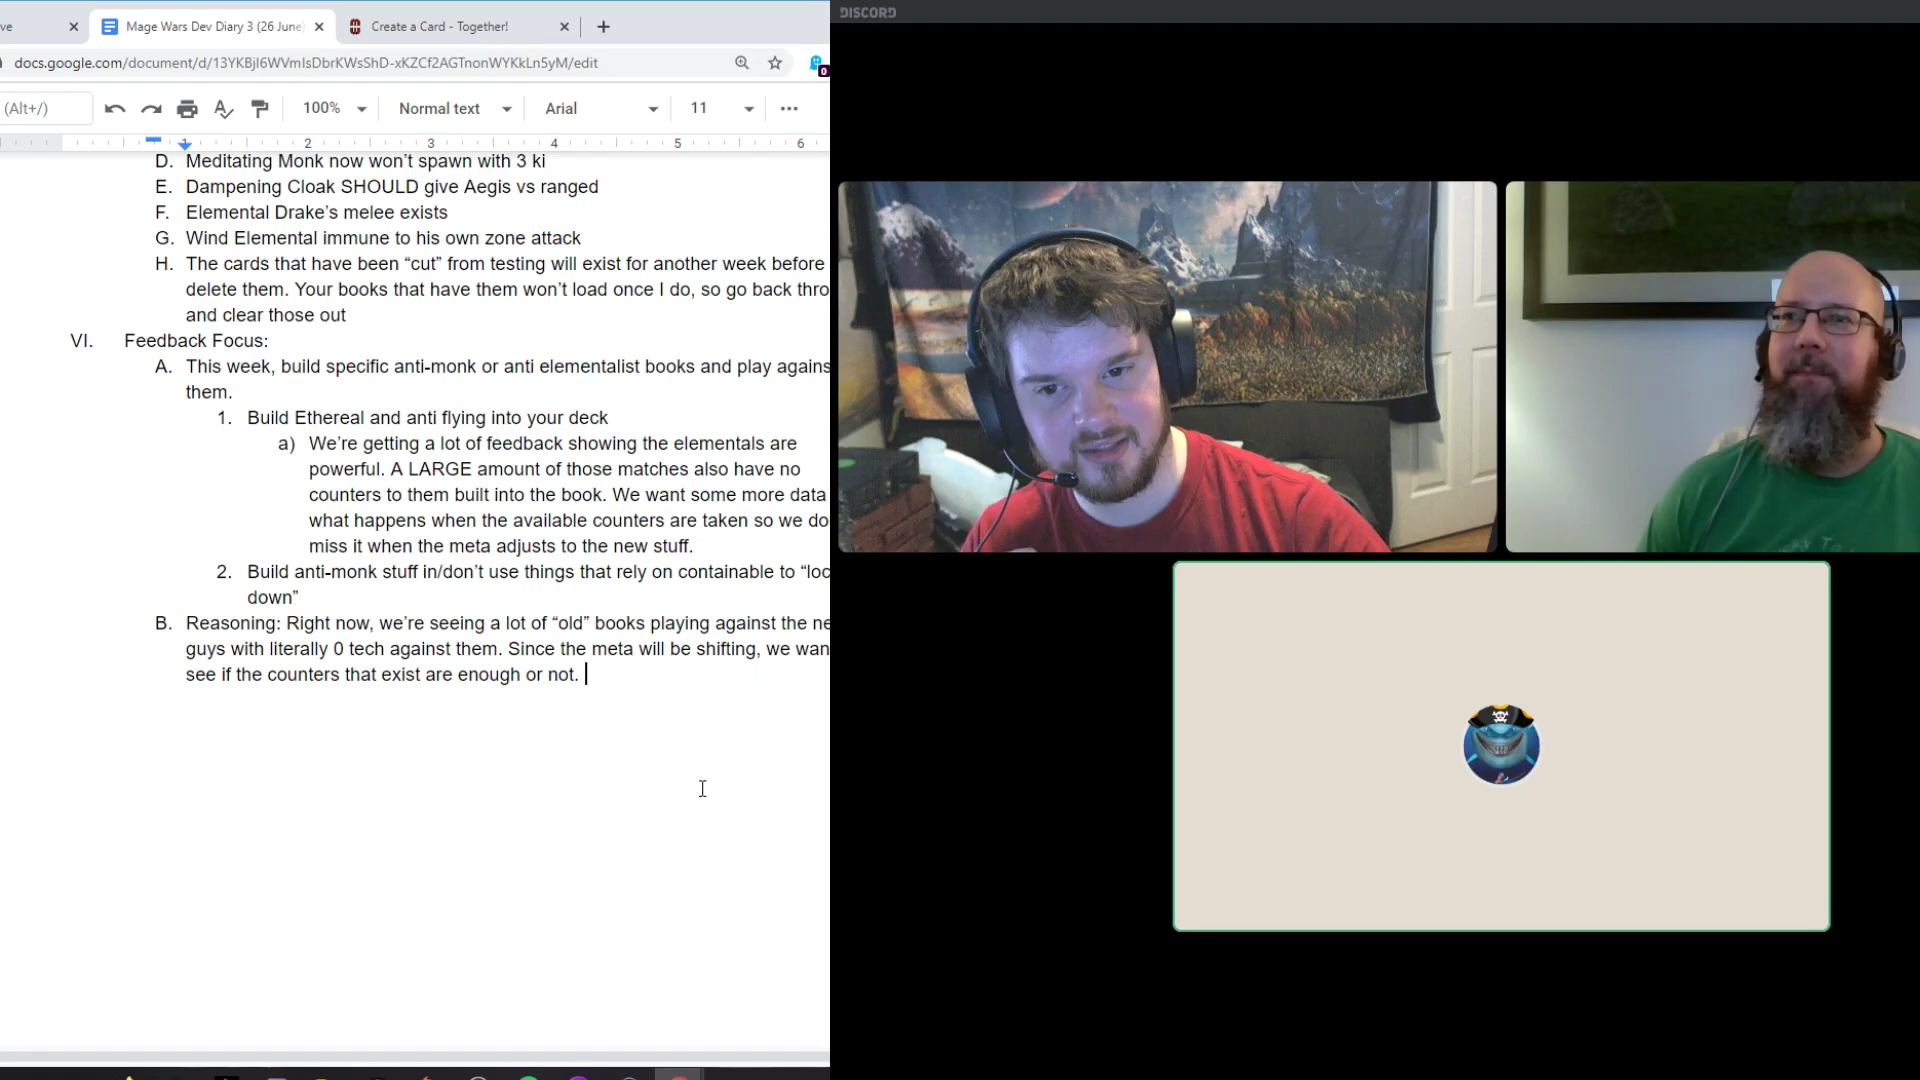 DISCORD
ve
Mage Wars Dev Diary 3 (26 June
Create a Card - Together!
docs.google.com/document/d/13YKBjI6WVmIsDbrKWsShD-xKZCf2AGTnonWYKkLn5yM/edit
0
(Alt+/)
100%
Normal text
Arial
11
1 2 3 4 5 6
D. Meditating Monk now won't spawn with 3 ki
E. Dampening Cloak SHOULD give Aegis vs ranged
F. Elemental Drake's melee exists
G. Wind Elemental immune to his own zone attack
H. The cards that have been “cut” from testing will exist for another week before
delete them. Your books that have them won't load once I do, so go back thro
and clear those out
VI. Feedback Focus:
A. This week, build specific anti-monk or anti elementalist books and play agains
them.
1. Build Ethereal and anti flying into your deck
a) We're getting a lot of feedback showing the elementals are
powerful. A LARGE amount of those matches also have no
counters to them built into the book. We want some more data
what happens when the available counters are taken so we do
miss it when the meta adjusts to the new stuff.
2. Build anti-monk stuff in/don't use things that rely on containable to “loc
down”
B. Reasoning: Right now, we're seeing a lot of “old” books playing against the ne
guys with literally 0 tech against them. Since the meta will be shifting, we wan
see if the counters that exist are enough or not.